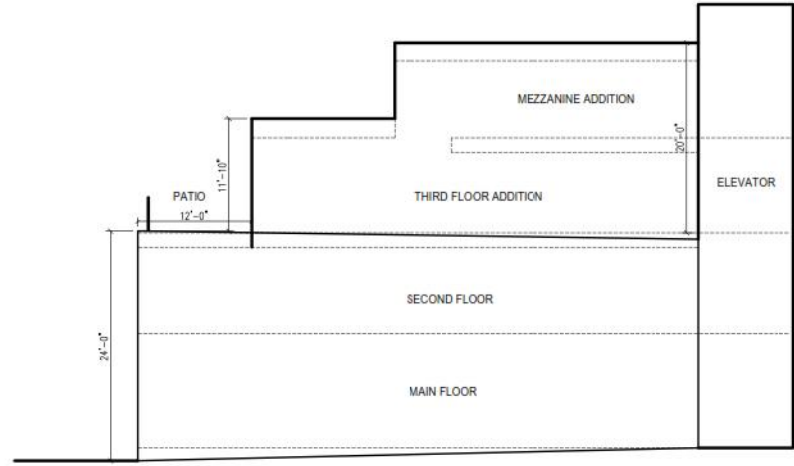 MEZZANINE ADDITION
20'-0"
11'-10"
ELEVATOR
PATIO
THIRD FLOOR ADDITION
12'-0"
SECOND FLOOR
24'-0"
MAIN FLOOR